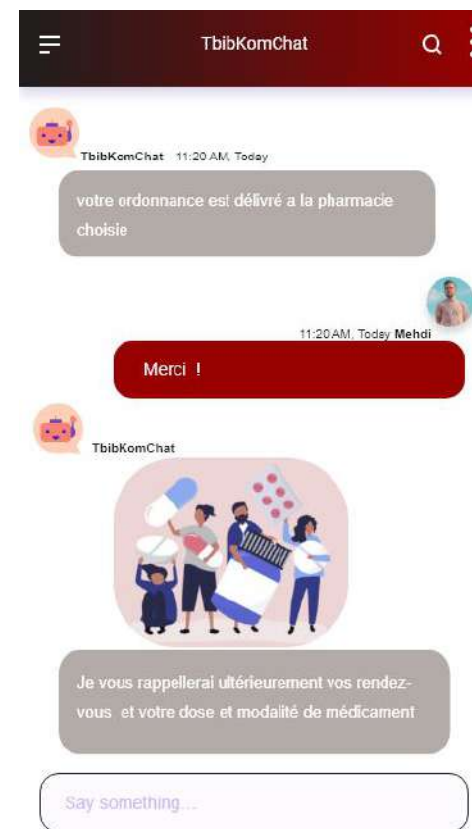 TbibKomChat
TbibKomChat 11:20 AM, Today
votre ordonnance est délivré a la pharmacie
choisie
11:20 AM, Today Mehdi
Merci !
TbibKomChat
Je vous rappellerai ultérieurement vos rendez-
vous et votre dose et modalité de médicament
Say something...